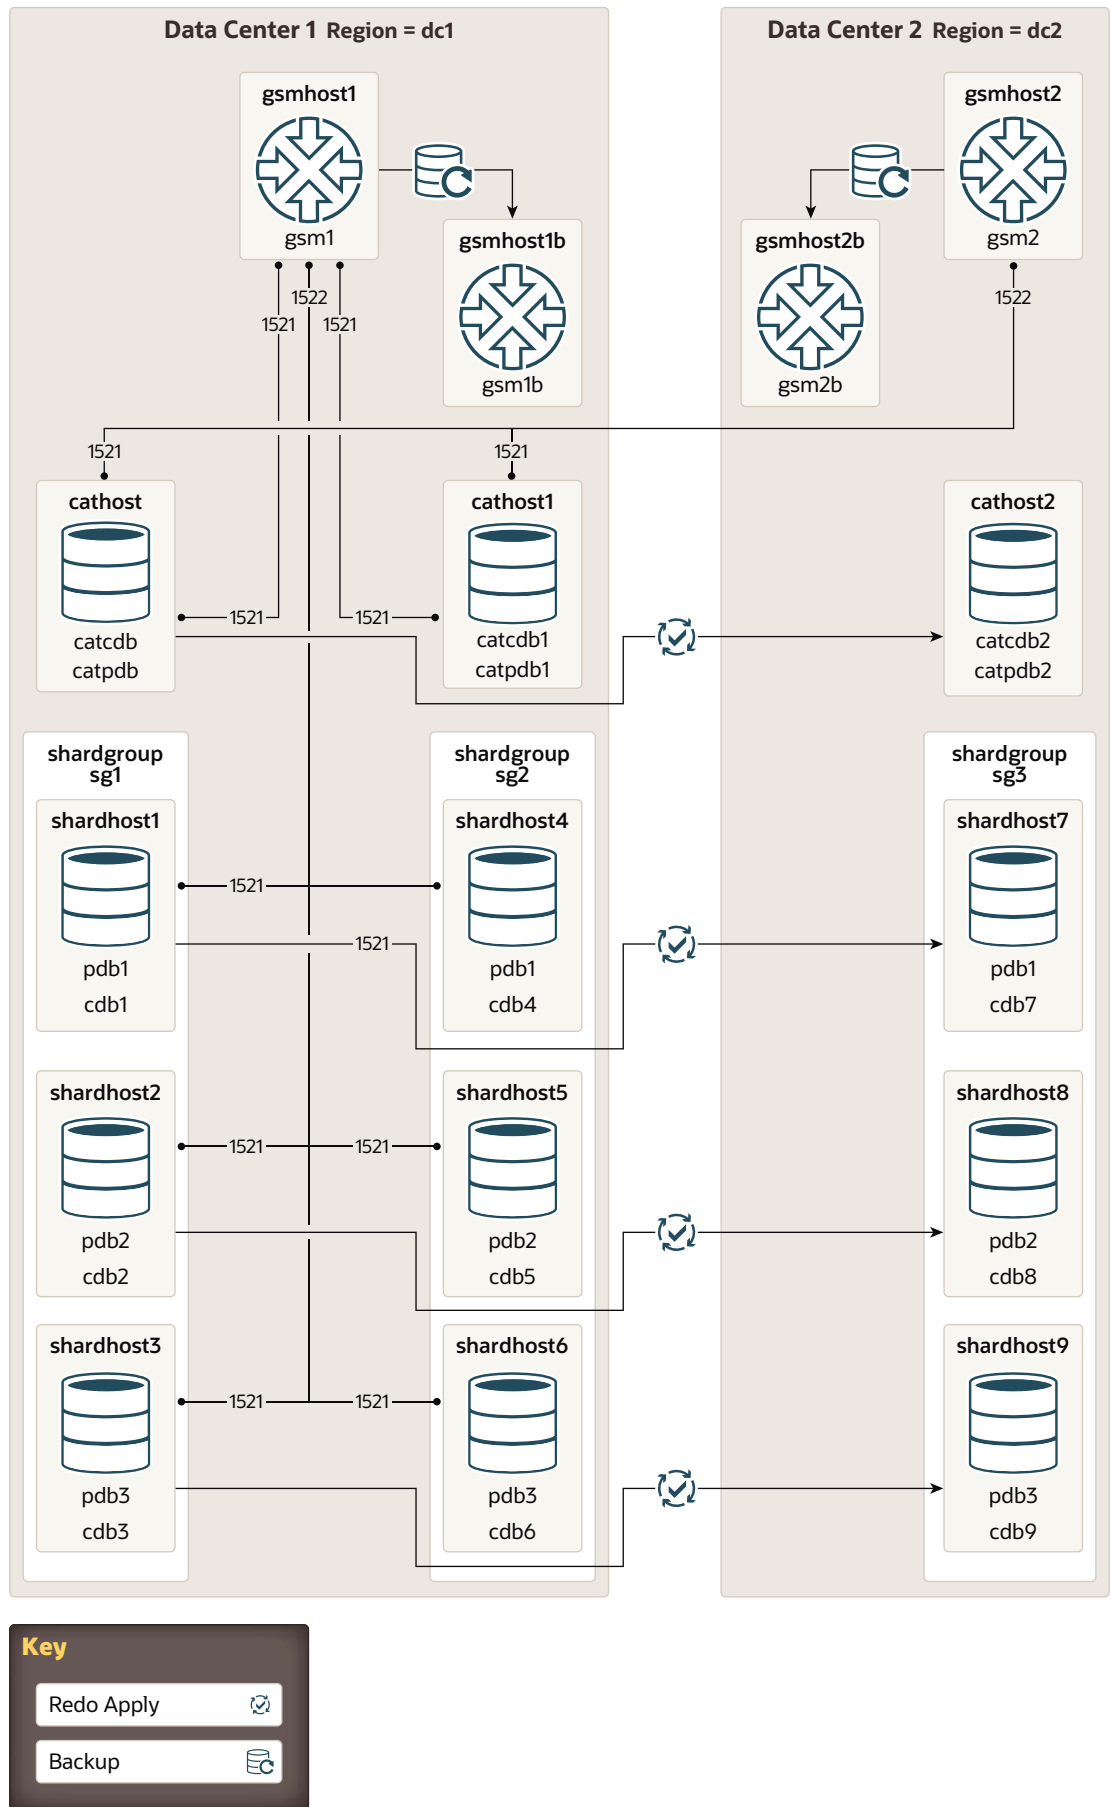 Data Center 1 Region = dc1
Data Center 2 Region = dc2
gsmhost1
gsm1
gsmhost1b
gsm1b
gsmhost2b
gsm2b
gsmhost2
gsm2
1522
1521
1521
1522
1521
1521
cathost
catcdb
catpdb
1521
1521
cathost1
catcdb1
catpdb1
cathost2
catcdb2
catpdb2
shardgroup
sg1
shardgroup
sg2
shardgroup
sg3
shardhost1
pdb1
cdb1
1521
1521
shardhost4
pdb1
cdb4
shardhost7
pdb1
cdb7
shardhost2
pdb2
cdb2
1521
1521
shardhost5
pdb2
cdb5
shardhost8
pdb2
cdb8
shardhost3
pdb3
cdb3
1521
1521
shardhost6
pdb3
cdb6
shardhost9
pdb3
cdb9
Key
Redo Apply
Backup